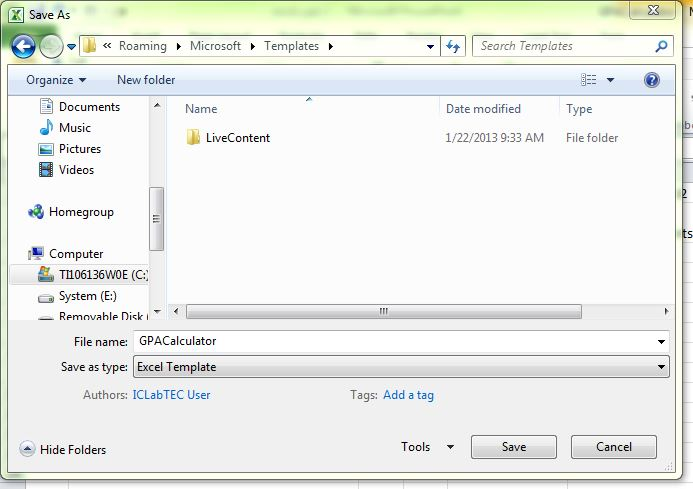 Save As
« Roaming Microsoft Templates Search Templates
Organize New folder
Documents
Music
Pictures
Videos
Homegroup
Computer
TI106136W0E (C:)
System (E:)
Removable Disk (
Name Date modified Type
LiveContent 1/22/2013 9:33 AM File folder
File name: GPACalculator
Save as type: Excel Template
Authors: ICLabTEC User Tags: Add a tag
Hide Folders Tools Save Cancel